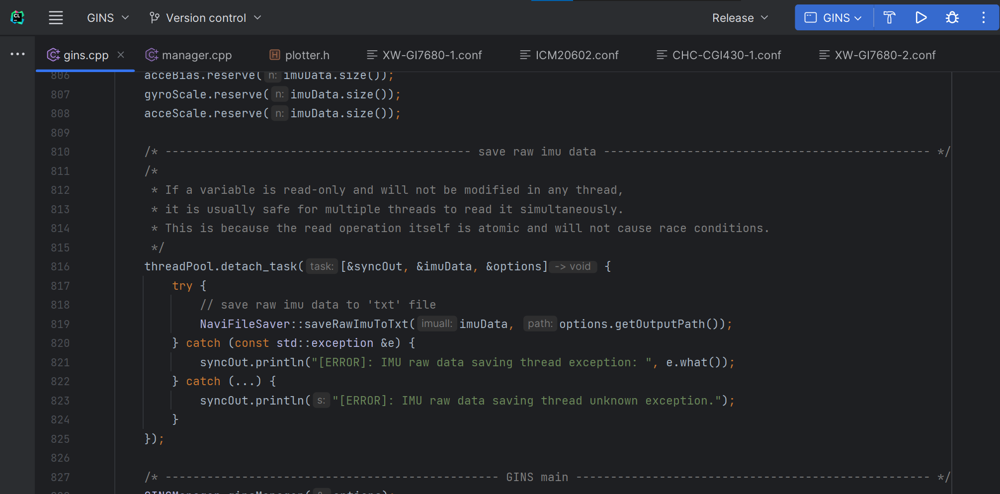 CL
GINS
Version control
Release
GINS
gins.cpp
manager.cpp
plotter.h
XW-GI7680-1.conf
ICM20602.conf
CHC-CGI430-1.conf
XW-GI7680-2.conf
806 acceBias.reserve( n: imuData.size());
807 gyroScale.reserve( n: imuData.size());
808 acceScale.reserve( n: imuData.size());
809
810 /* -------------------------------------------- save raw imu data ----------------------------------------------- */
811 /*
812 * If a variable is read-only and will not be modified in any thread,
813 * it is usually safe for multiple threads to read it simultaneously.
814 * This is because the read operation itself is atomic and will not cause race conditions.
815 */
816 threadPool.detach_task( task: [&syncOut, &imuData, &options] -> void {
817 try {
818 // save raw imu data to 'txt' file
819 NaviFileSaver::saveRawImuToTxt( imuall: imuData, path: options.getOutputPath());
820 } catch (const std::exception &e) {
821 syncOut.println("[ERROR]: IMU raw data saving thread exception: ", e.what());
822 } catch (...) {
823 syncOut.println( s: "[ERROR]: IMU raw data saving thread unknown exception.");
824 }
825 });
826
827 /* ------------------------------------------------ GINS main --------------------------------------------------- */